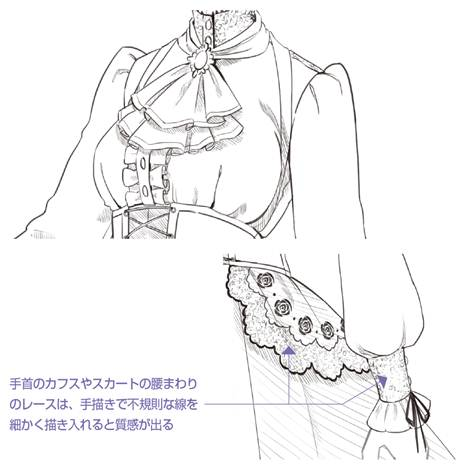 手首のカフスやスカートの腰まわり
のレースは、手描きで不規則な線を
細かく描き入れると質感が出る